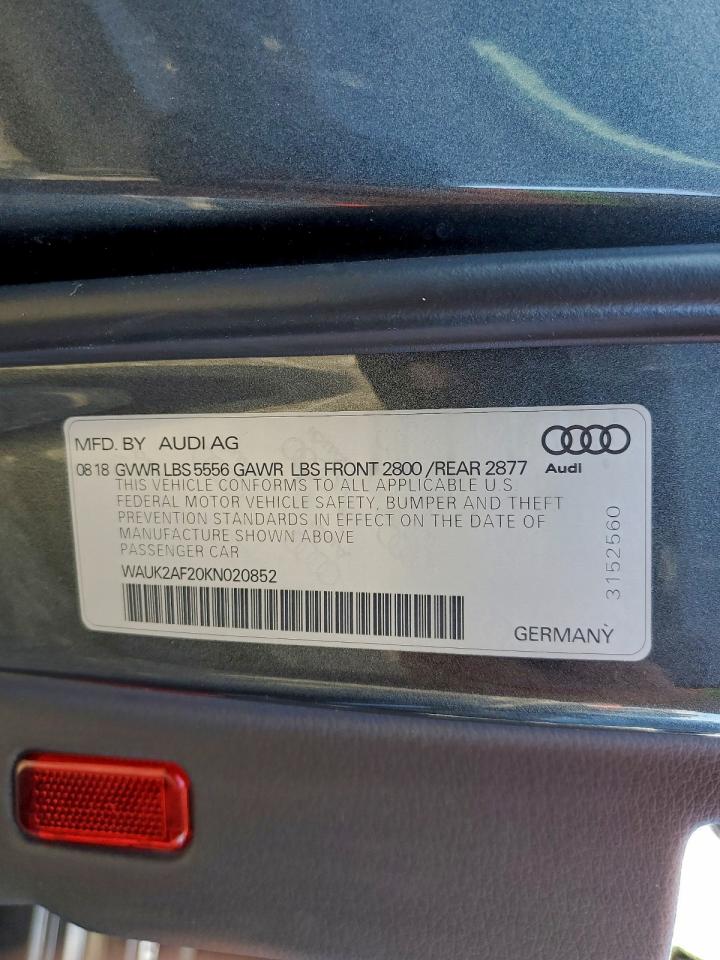 MFD. BY AUDI AG
08 18 GVWR LBS 5556 GAWR LBS FRONT 2800 /REAR 2877
Audi
THIS VEHICLE CONFORMS TO ALL APPLICABLE U.S
FEDERAL MOTOR VEHICLE SAFETY, BUMPER AND THEFT
PREVENTION STANDARDS IN EFFECT ON THE DATE OF
MANUFACTURE SHOWN ABOVE
PASSENGER CAR
WAUK2AF20KN020852
3152560
GERMANY